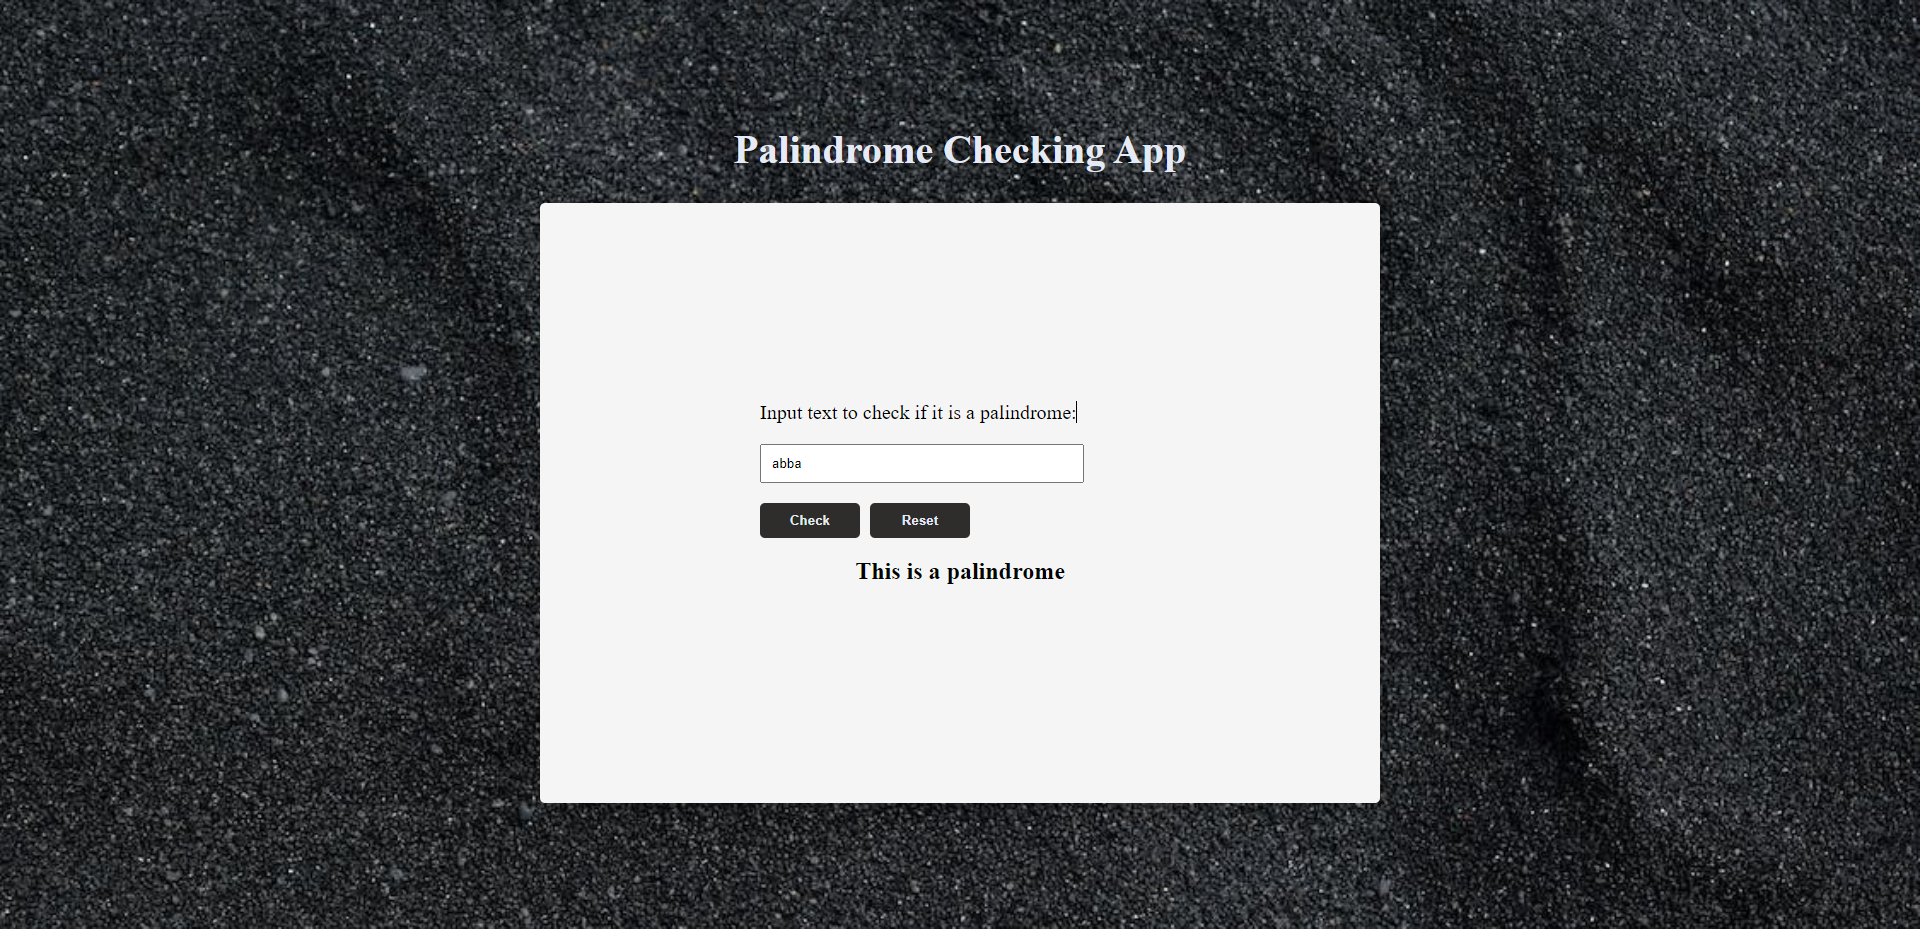 Palindrome Checking App
Input text to check if it is a palindrome:
abba
Check Reset
This is a palindrome